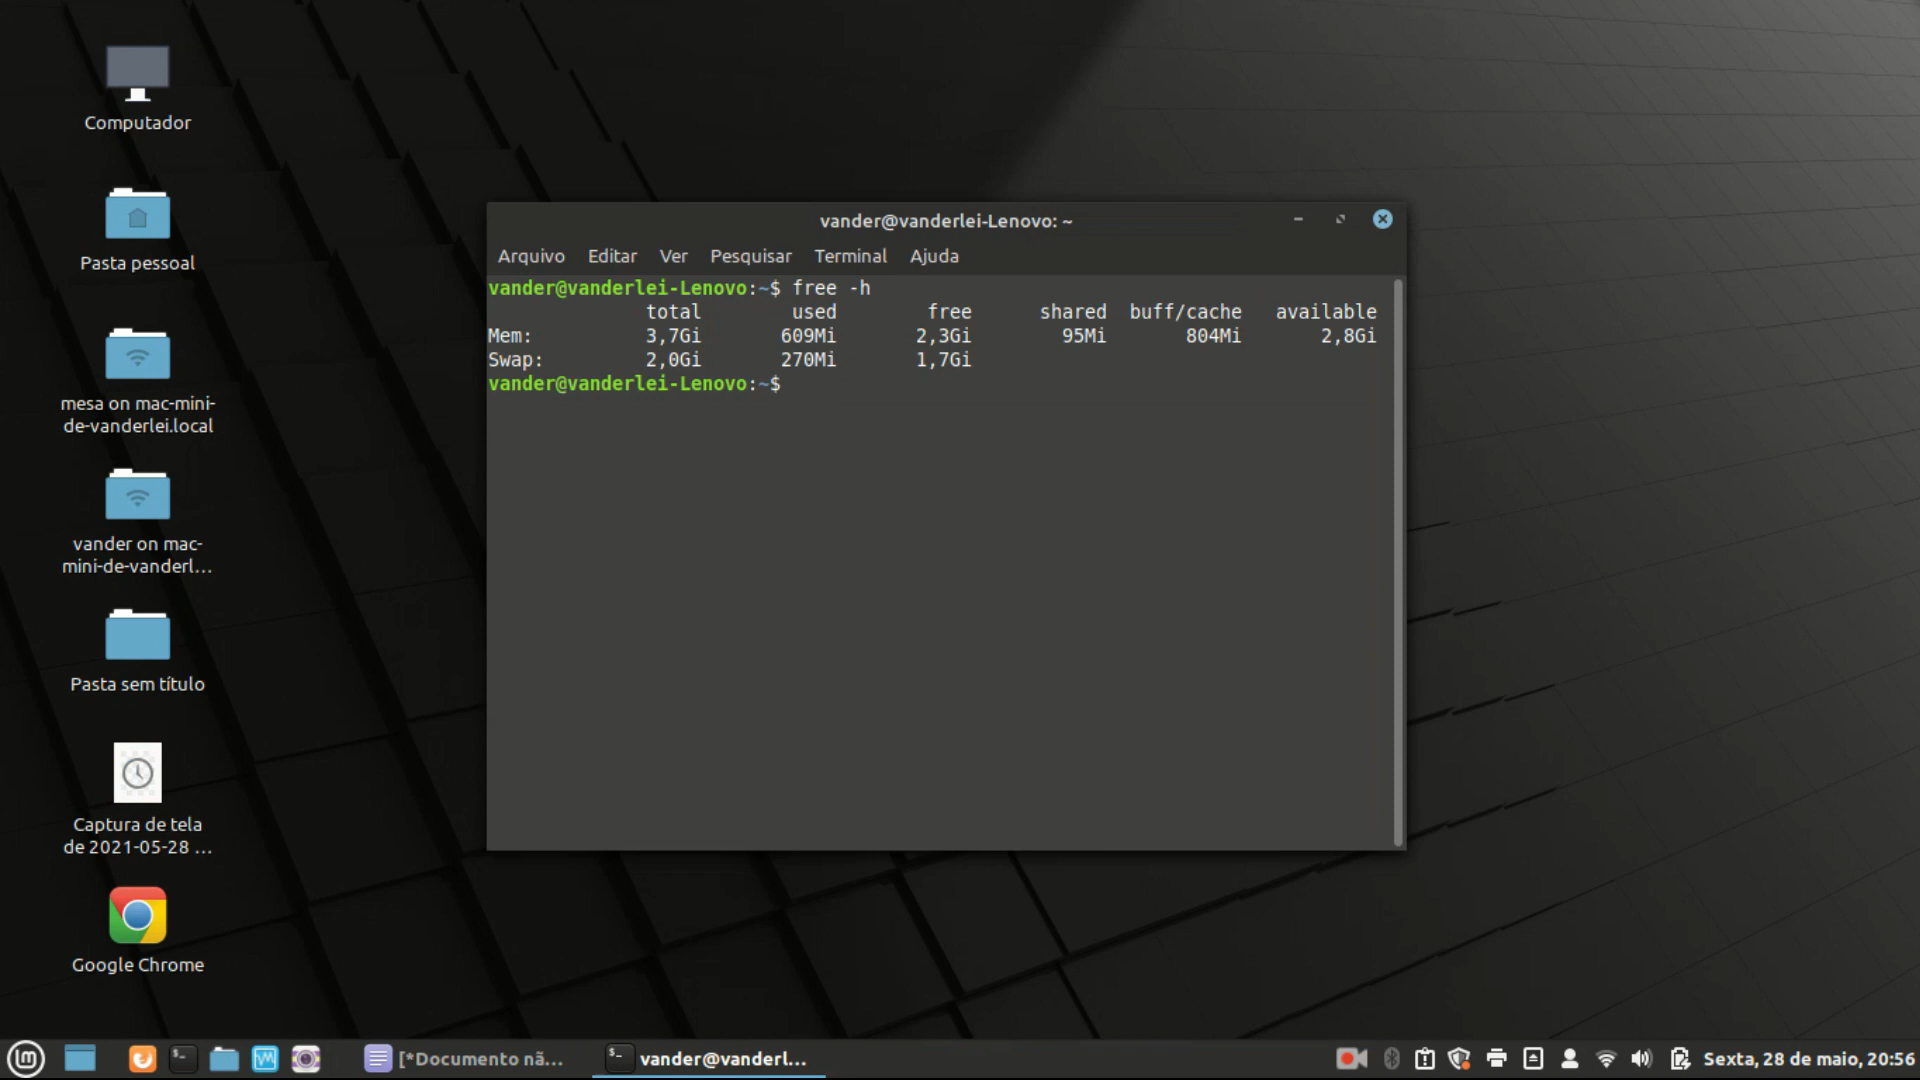 Computador
Pasta pessoal
mesa on mac-mini-
de-vanderlei.local
vander on mac-
mini-de-vanderl...
Pasta sem título
Captura de tela
de 2021-05-28 ...
Google Chrome
vander@vanderlei-Lenovo: ~
Arquivo Editar Ver Pesquisar Terminal Ajuda
vander@vanderlei-Lenovo:~$ free -h
total used free shared buff/cache available
Mem: 3,7Gi 609Mi 2,3Gi 95Mi 804Mi 2,8Gi
Swap: 2,0Gi 270Mi 1,7Gi
vander@vanderlei-Lenovo:~$
[*Documento nã... vander@vanderl... Sexta, 28 de maio, 20:56